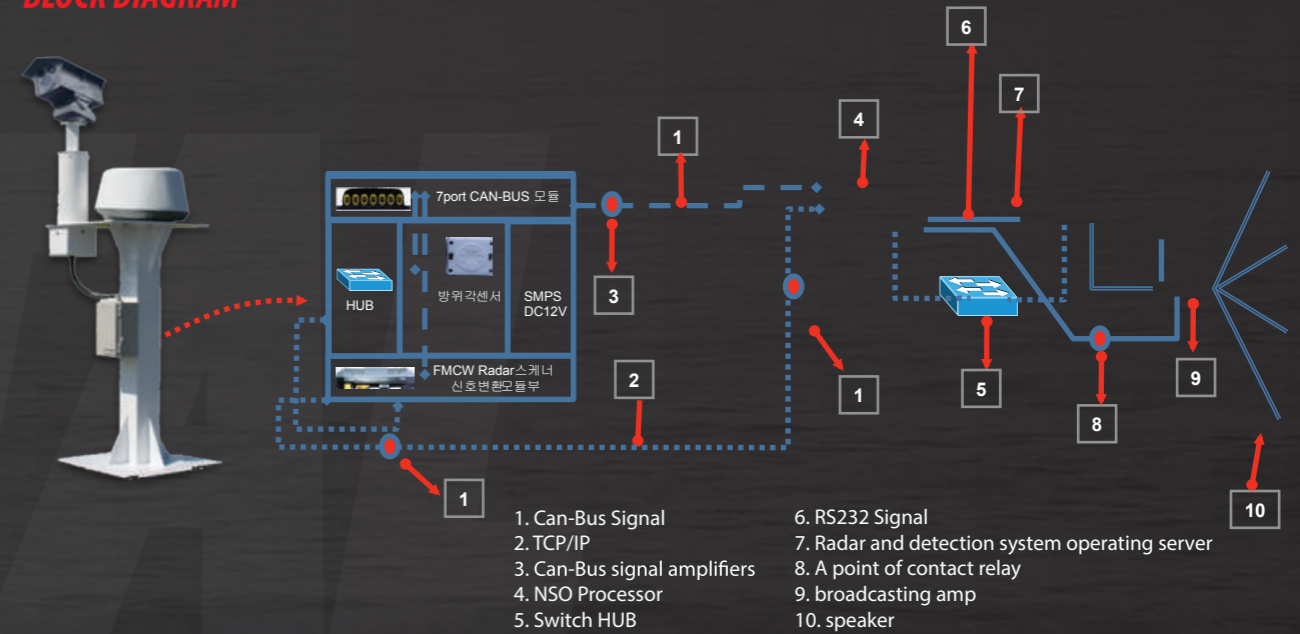 BLOCK DIAGRAM
6
7
4
1
7port CAN-BUS 모듈
HUB
방위각센서
SMPS
DC12V
3
FMCW Radar스케너
신호변환모듈부
2
1
5
9
8
1
10
1. Can-Bus Signal
2. TCP/IP
3. Can-Bus signal amplifiers
4. NSO Processor
5. Switch HUB
6. RS232 Signal
7. Radar and detection system operating server
8. A point of contact relay
9. broadcasting amp
10. speaker